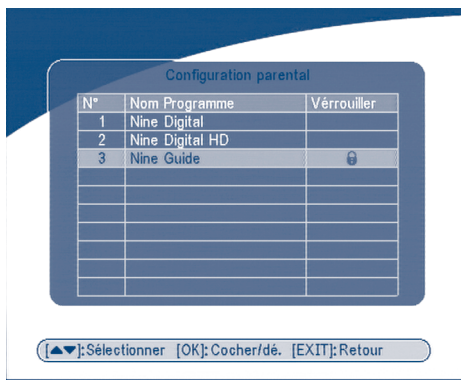 Configuration parental
N° Nom Programme Vérrouiller
1 Nine Digital
2 Nine Digital HD
3 Nine Guide
[▲▼]:Sélectionner [OK]:Cocher/dé. [EXIT]:Retour